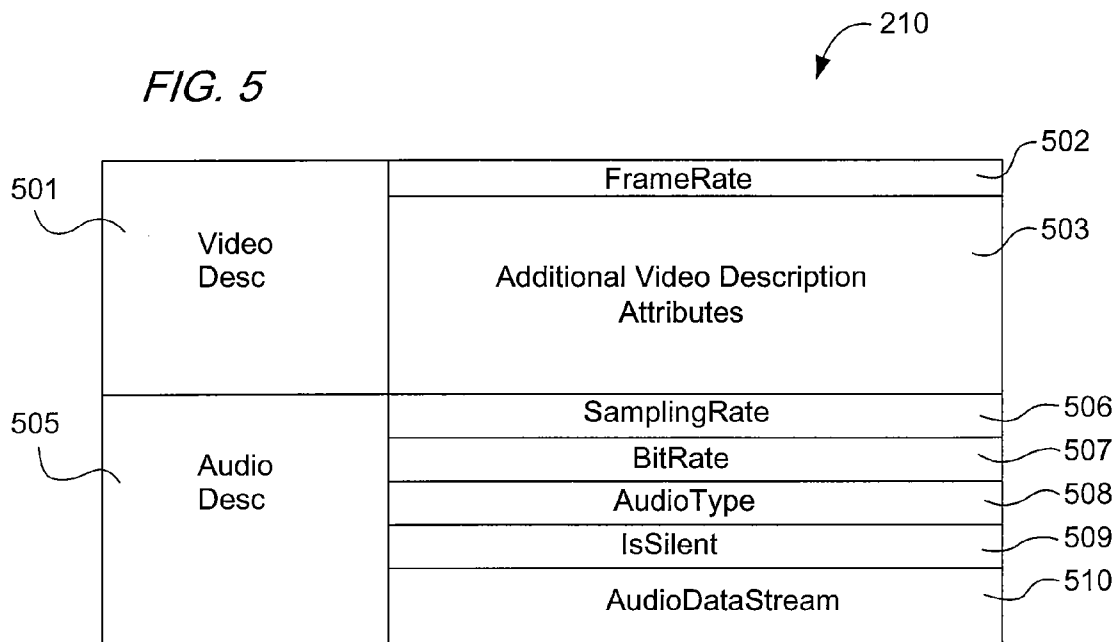 210
FIG. 5
502
FrameRate
501
503
Video
Desc
Additional Video Description
Attributes
505
SamplingRate
506
Audio
Desc
BitRate
507
AudioType
508
IsSilent
509
AudioDataStream
510